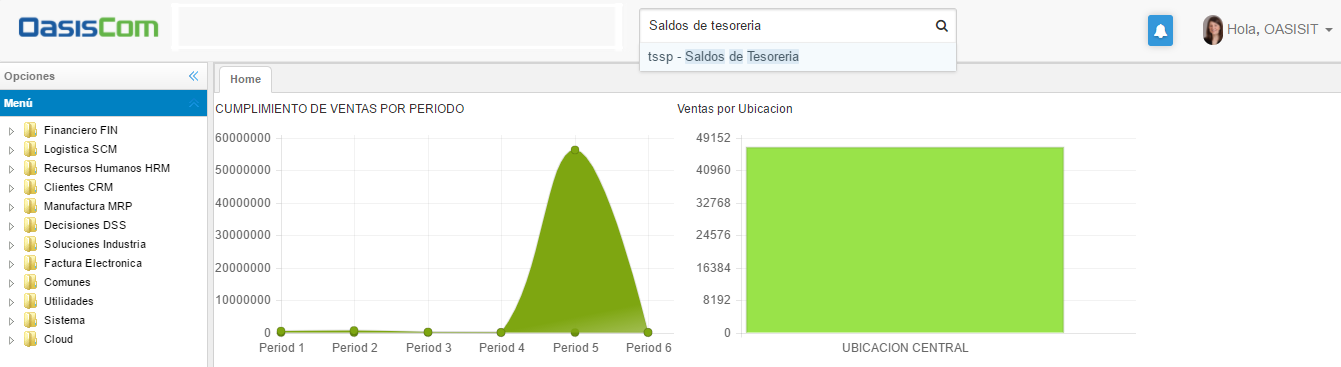 OasisCom
Saldos de tesoreria
tssp - Saldos de Tesoreria
Hola, OASISIT
Opciones
Menú
Financiero FIN
Logistica SCM
Recursos Humanos HRM
Clientes CRM
Manufactura MRP
Decisiones DSS
Soluciones Industria
Factura Electronica
Comunes
Utilidades
Sistema
Cloud
Home
CUMPLIMIENTO DE VENTAS POR PERIODO
60000000
50000000
40000000
30000000
20000000
10000000
0
Period 1 Period 2 Period 3 Period 4 Period 5 Period 6
Ventas por Ubicacion
49152
40960
32768
24576
16384
8192
0
UBICACION CENTRAL